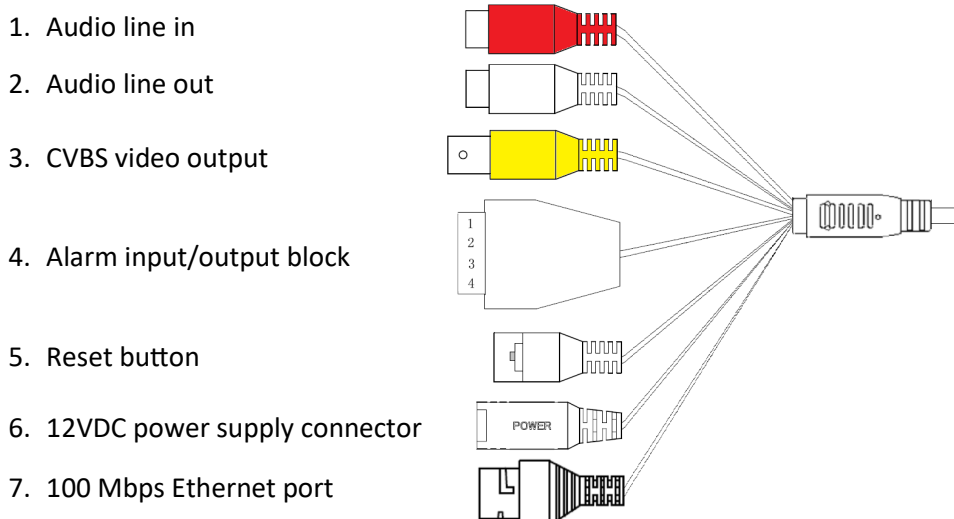 1. Audio line in
2. Audio line out
3. CVBS video output
1
2
3
4
4. Alarm input/output block
5. Reset button
6. 12VDC power supply connector
POWER
7. 100 Mbps Ethernet port